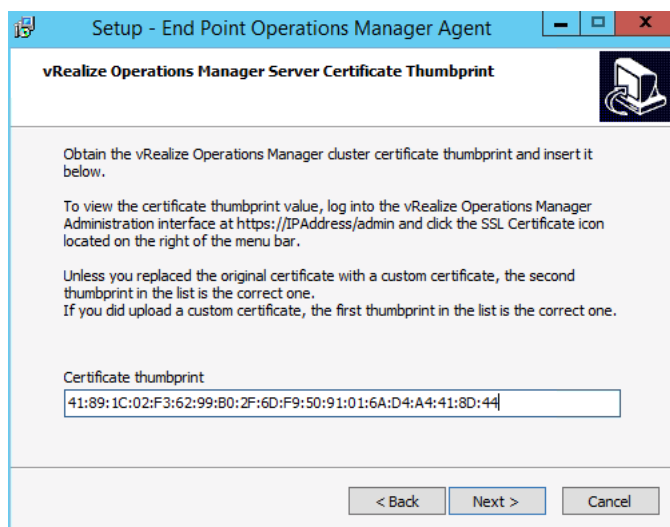 Setup - End Point Operations Manager Agent
vRealize Operations Manager Server Certificate Thumbprint
Obtain the vRealize Operations Manager cluster certificate thumbprint and insert it
below.
To view the certificate thumbprint value, log into the vRealize Operations Manager
Administration interface at https://IPAddress/admin and click the SSL Certificate icon
located on the right of the menu bar.
Unless you replaced the original certificate with a custom certificate, the second
thumbprint in the list is the correct one.
If you did upload a custom certificate, the first thumbprint in the list is the correct one.
Certificate thumbprint
41:89:1C:02:F3:62:99:B0:2F:6D:F9:50:91:01:6A:D4:A4:41:8D:44
< Back
Next >
Cancel